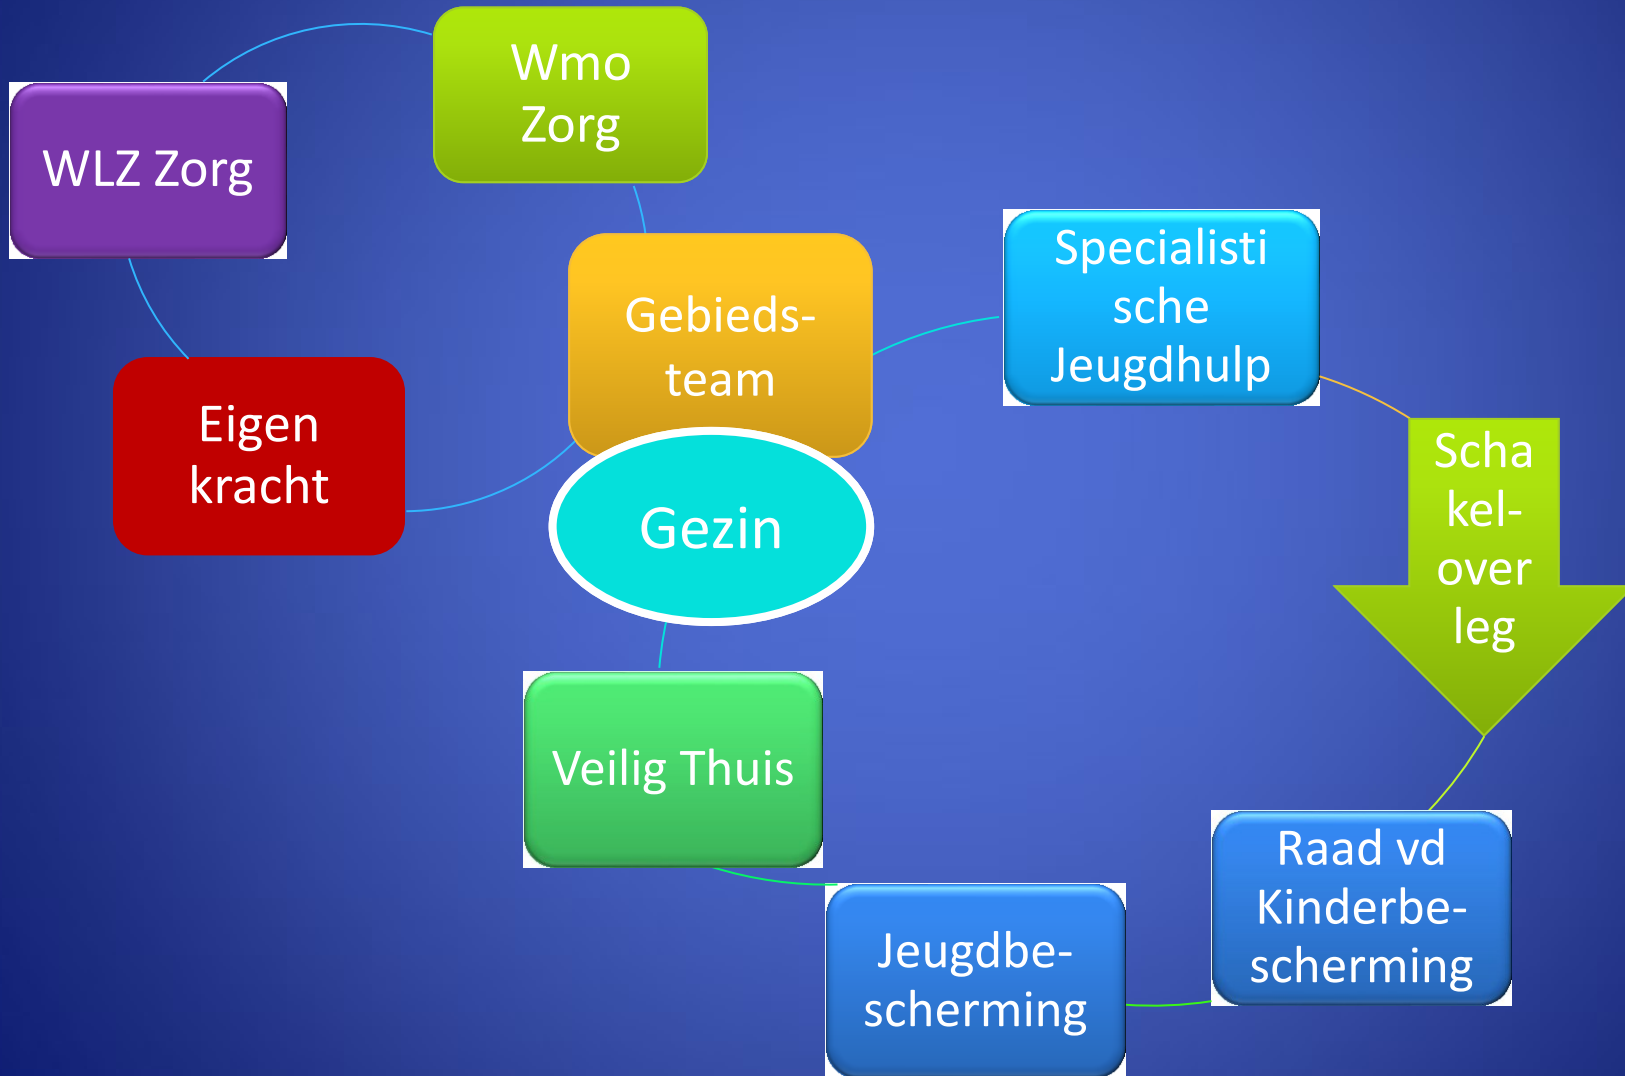 Wmo
Zorg
WLZ Zorg
Gebieds-
team
Specialisti
sche
Jeugdhulp
Eigen
kracht
Gezin
Scha
kel-
over
leg
Veilig Thuis
Raad vd
Kinderbe-
scherming
Jeugdbe-
scherming